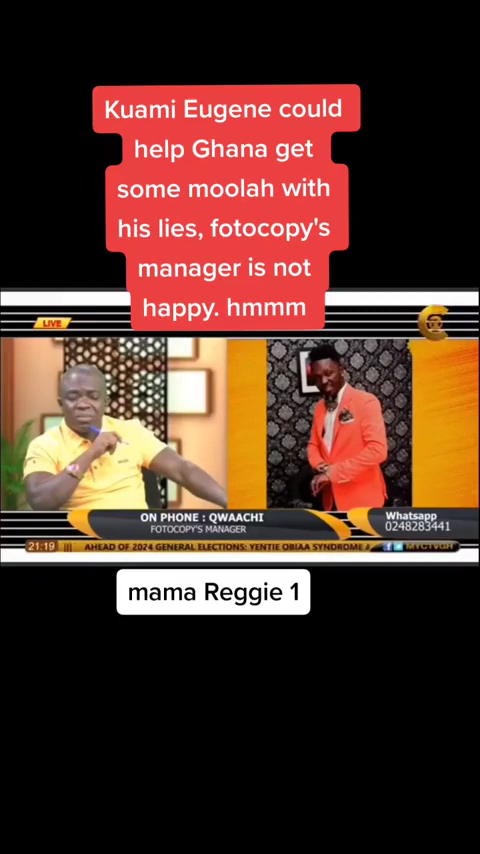 Kuami Eugene could
help Ghana get
some moolah with
his lies, fotocopy's
manager is not
happy. hmmm
LIVE
ON PHONE : QWAACHI
FOTOCOPY'S MANAGER
Whatsapp
0248283441
21:19 AHEAD OF 2024 GENERAL ELECTIONS: YENTIE OBIAA SYNDROME MYCTVGH
mama Reggie 1